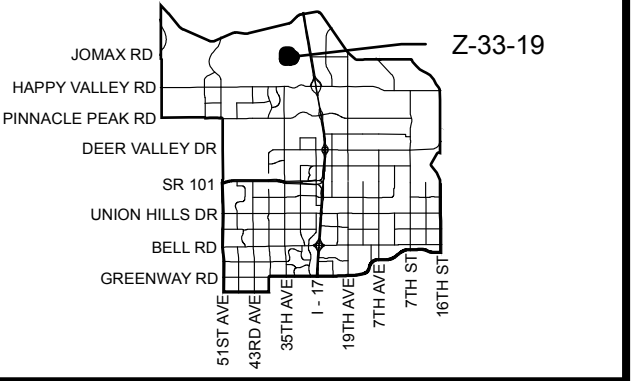 Z-33-19
JOMAX RD
HAPPY VALLEY RD
PINNACLE PEAK RD
DEER VALLEY DR
SR 101
UNION HILLS DR
BELL RD
GREENWAY RD
51ST AVE
43RD AVE
35TH AVE
I - 17
19TH AVE
7TH AVE
7TH ST
16TH ST